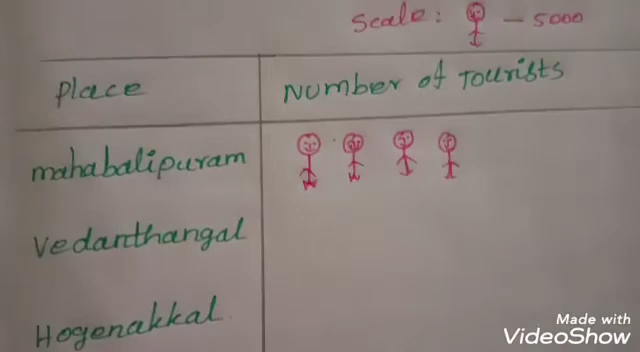 Scale: - 5000
Place Number of Tourists
mahabalipuram
Vedanthangal
Hogenakkal
Made with
VideoShow